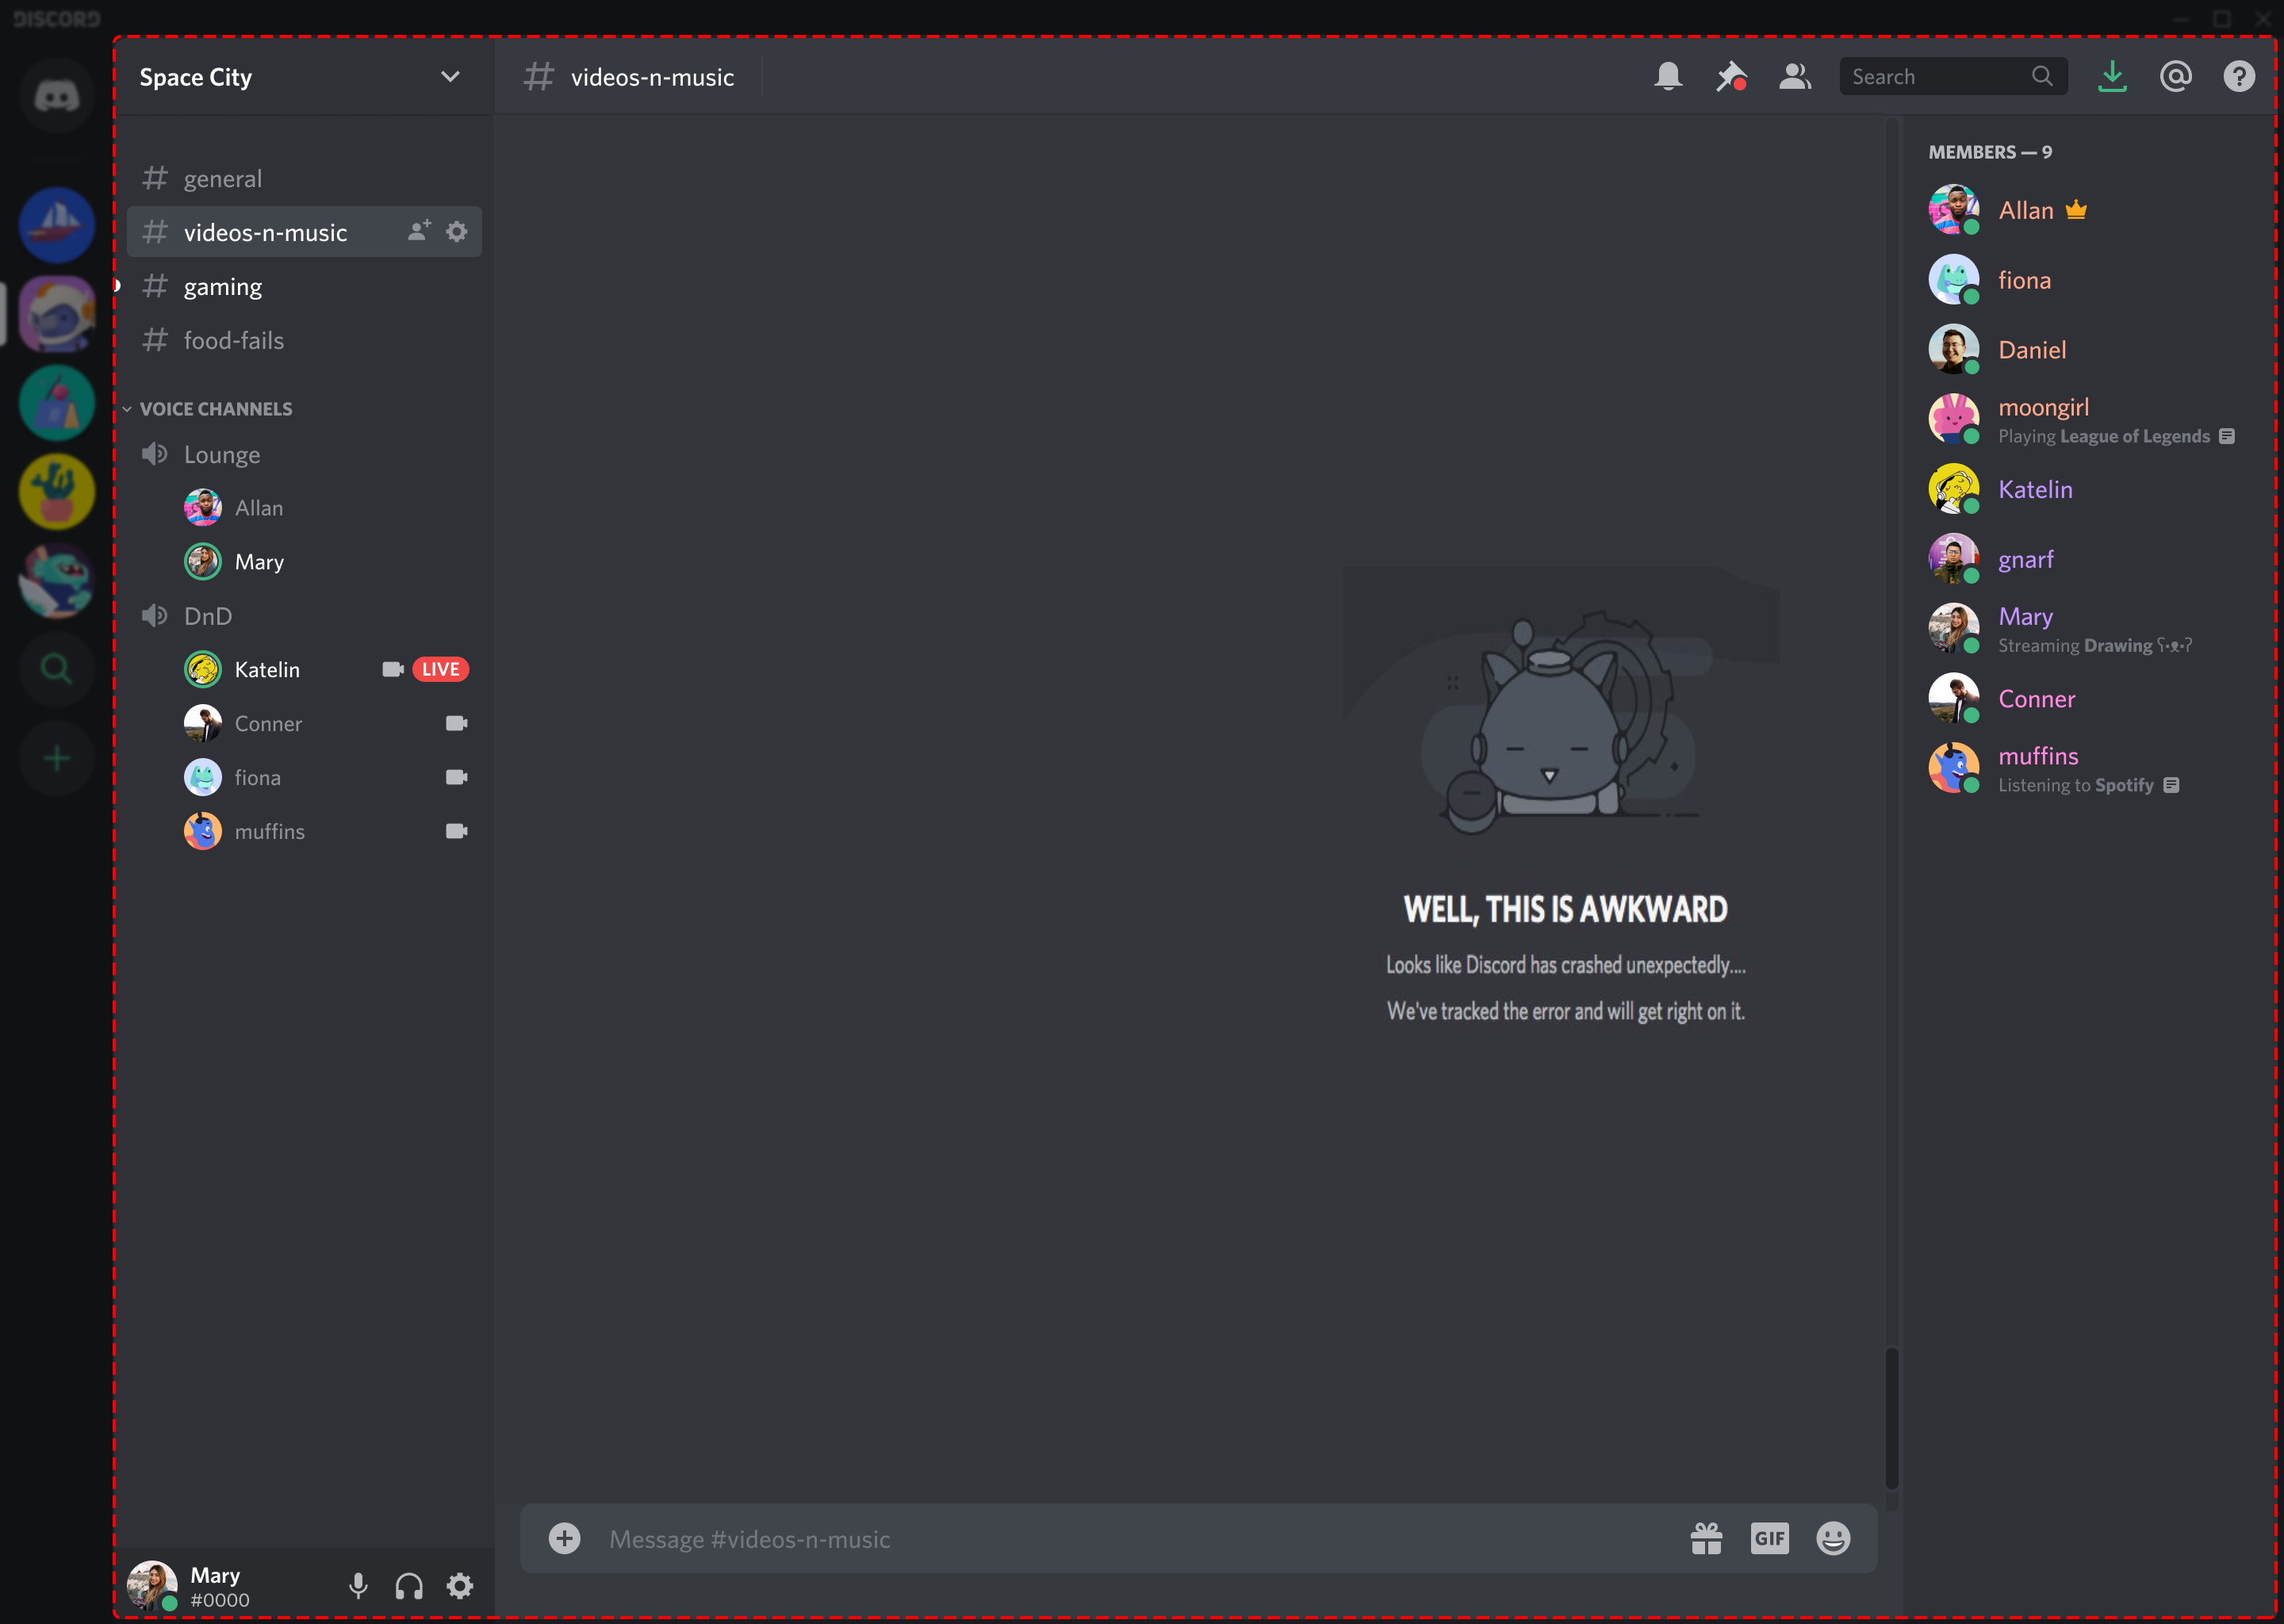 DISCORD
Space City
general
videos-n-music
gaming
food-fails
VOICE CHANNELS
Lounge
Allan
Mary
DnD
Katelin LIVE
Conner
fiona
muffins
Mary
#0000
videos-n-music
Search
WELL, THIS IS AWKWARD
Looks like Discord has crashed unexpectedly....
We've tracked the error and will get right on it.
Message #videos-n-music
GIF
MEMBERS — 9
Allan
fiona
Daniel
moongirl
Playing League of Legends
Katelin
gnarf
Mary
Streaming Drawing ʕ•ᴥ•ʔ
Conner
muffins
Listening to Spotify